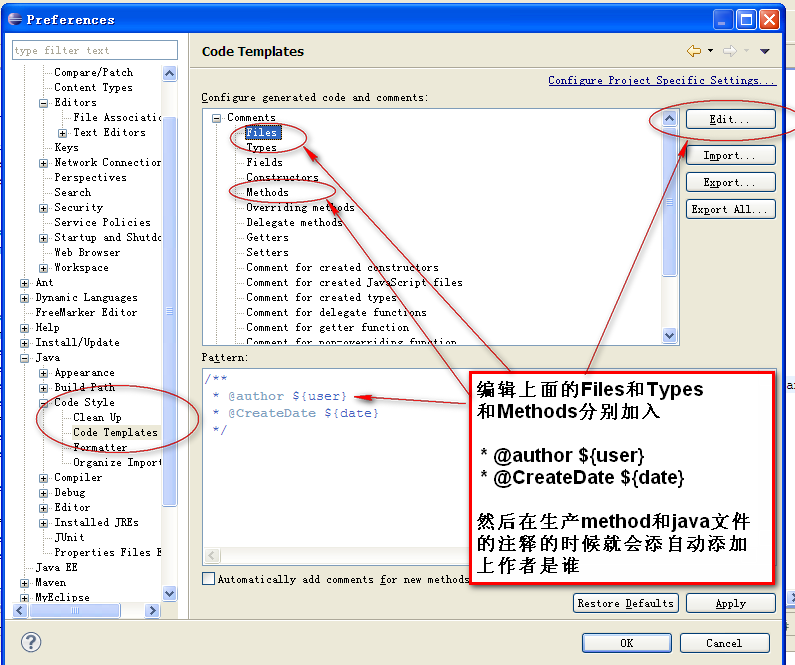 Preferences
type filter text
Code Templates
Compare/Patch
Content Types
Editors
File Associatio
Text Editors
Keys
Network Connection
Perspectives
Search
Security
Service Policies
Startup and Shutdo
Web Browser
Workspace
Ant
Dynamic Languages
FreeMarker Editor
Help
Install/Update
Java
Appearance
Build Path
Code Style
Clean Up
Code Templates
Formatter
Organize Import
Compiler
Debug
Editor
Installed JREs
JUnit
Properties Files E
Java EE
Maven
MyEclipse
Configure Project Specific Settings...
Configure generated code and comments:
Comments
Files
Types
Fields
Constructors
Methods
Overriding methods
Delegate methods
Getters
Setters
Comment for created constructors
Comment for created JavaScript files
Comment for created types
Comment for delegate functions
Comment for getter function
Comment for non-overriding function
Edit...
Import...
Export...
Export All...
Pattern:
/**
* @author ${user}
* @CreateDate ${date}
*/
编辑上面的Files和Types
和Methods分别加入
* @author ${user}
* @CreateDate ${date}
然后在生产method和java文件
的注释的时候就会添自动添加
上作者是谁
Automatically add comments for new methods
Restore Defaults
Apply
OK
Cancel